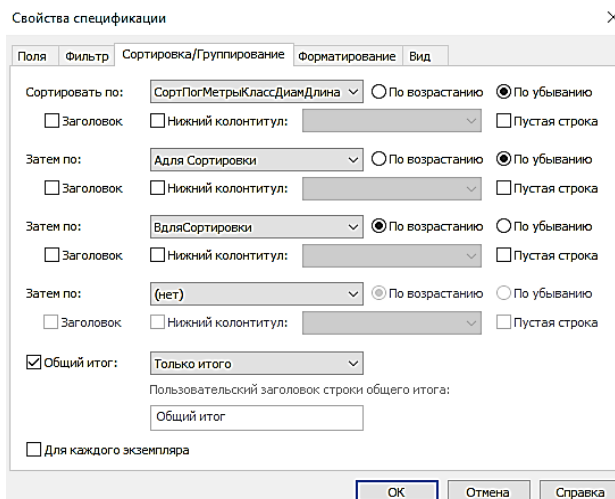 Свойства спецификации
Поля Фильтр Сортировка/Группирование Форматирование Вид
Сортировать по: СортПогМетрыКлассДиамДлина По возрастанию По убыванию
Заголовок Нижний колонтитул: Пустая строка
Затем по: Адля Сортировки По возрастанию По убыванию
Заголовок Нижний колонтитул: Пустая строка
Затем по: ВдляСортировки По возрастанию По убыванию
Заголовок Нижний колонтитул: Пустая строка
Затем по: (нет) По возрастанию По убыванию
Заголовок Нижний колонтитул: Пустая строка
Общий итог: Только итого
Пользовательский заголовок строки общего итога:
Общий итог
Для каждого экземпляра
ОК Отмена Справка